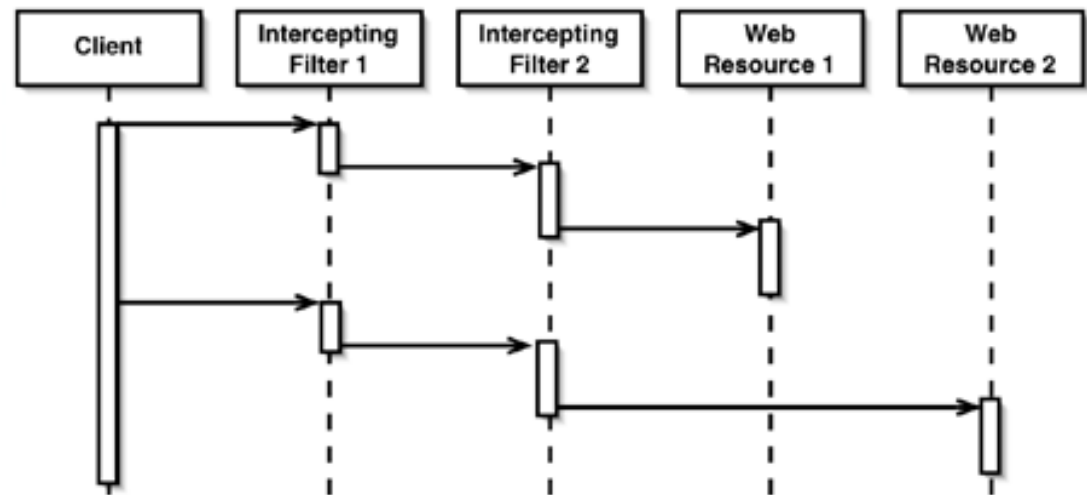 Client
Intercepting
Filter 1
Intercepting
Filter 2
Web
Resource 1
Web
Resource 2